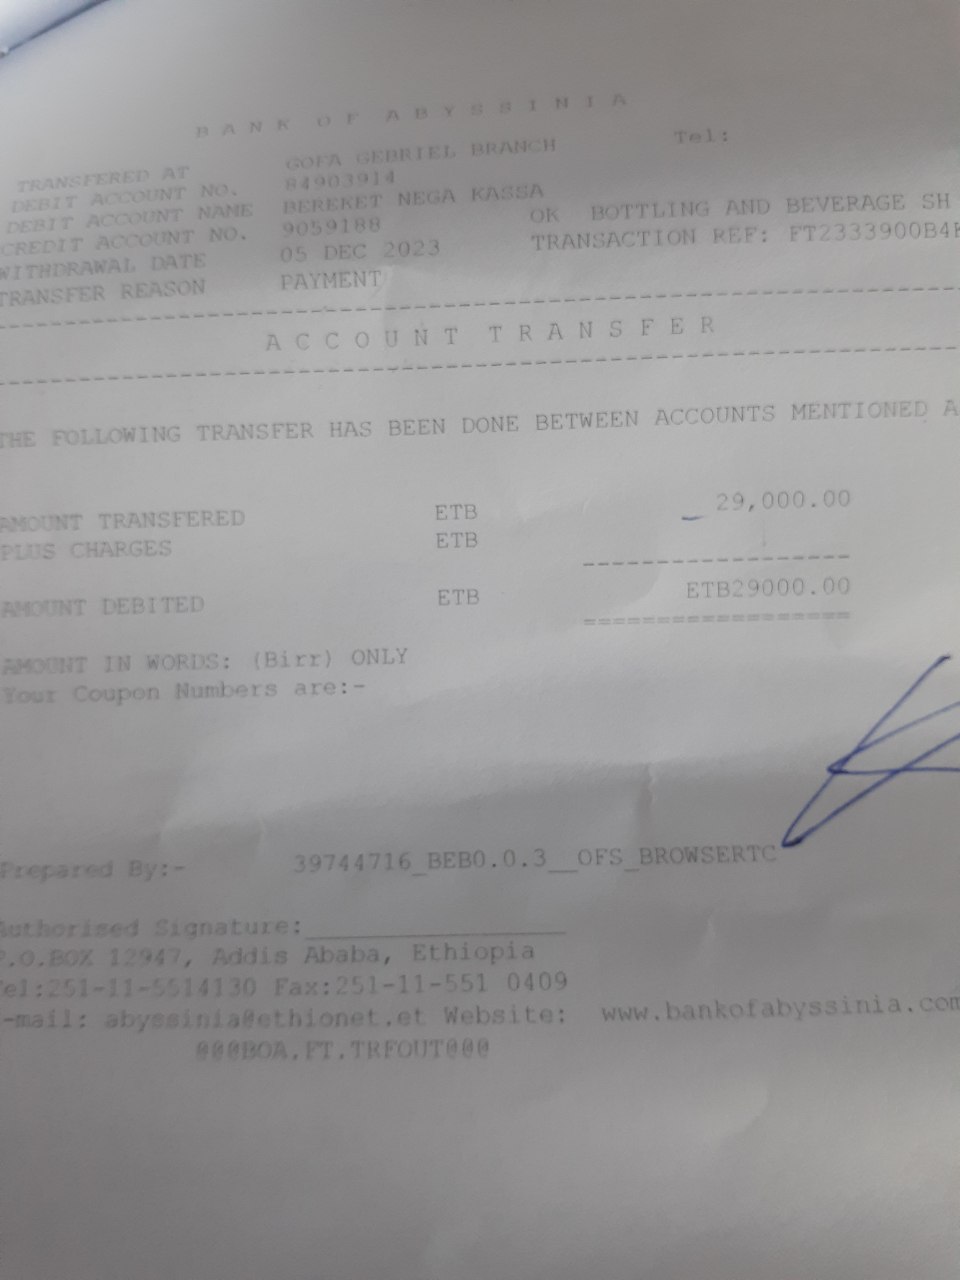 BANK OF ABYSSINIA
TRANSFERED AT GOFA GEBRIEL BRANCH Tel:
DEBIT ACCOUNT NO. 84903914
DEBIT ACCOUNT NAME BEREKET NEGA KASSA
CREDIT ACCOUNT NO. 9059188 OK BOTTLING AND BEVERAGE SH
WITHDRAWAL DATE 05 DEC 2023 TRANSACTION REF: FT2333900B4
TRANSFER REASON PAYMENT
ACCOUNT TRANSFER
THE FOLLOWING TRANSFER HAS BEEN DONE BETWEEN ACCOUNTS MENTIONED A
AMOUNT TRANSFERED ETB 29,000.00
PLUS CHARGES ETB
AMOUNT DEBITED ETB ETB29000.00
AMOUNT IN WORDS: (Birr) ONLY
Your Coupon Numbers are:-
Prepared By:- 39744716_BEB0.0.3__OFS_BROWSERTC
Authorised Signature:
P.O.BOX 12947, Addis Ababa, Ethiopia
Tel:251-11-5514130 Fax:251-11-551 0409
-mail: abyssinia@ethionet.et Website: www.bankofabyssinia.com
@@@BOA.FT.TRFOUT@@@